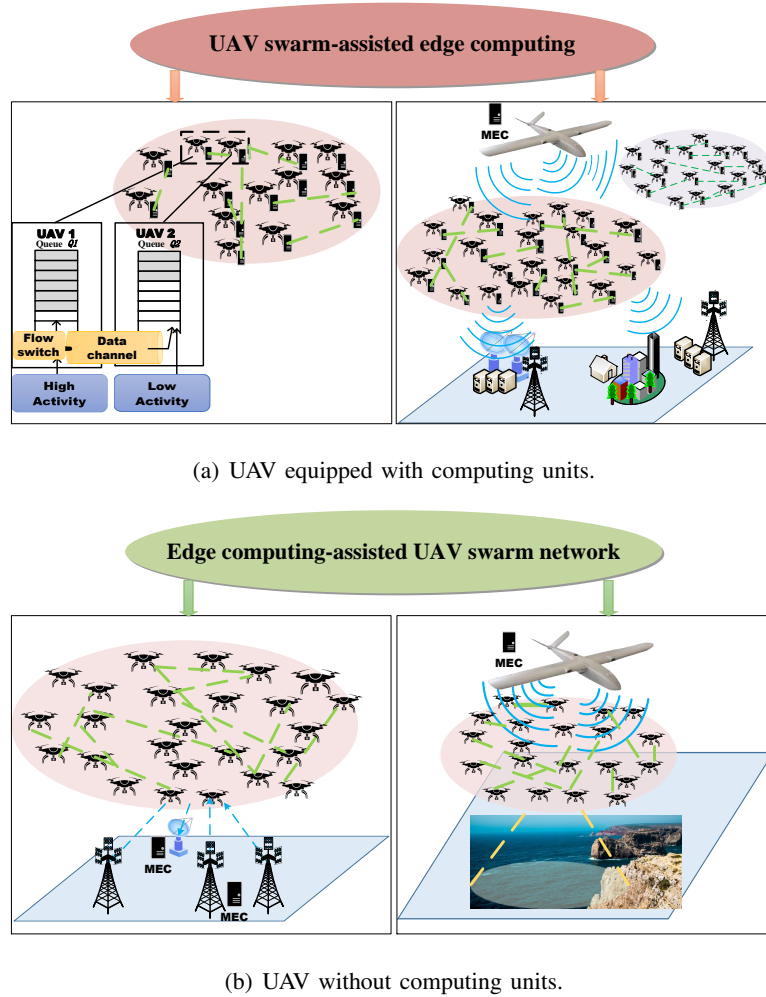 UAV swarm-assisted edge computing
MEC
UAV 1
Queue Q1
UAV 2
Queue Q2
Flow
switch
Data
channel
High
Activity
Low
Activity
(a) UAV equipped with computing units.
Edge computing-assisted UAV swarm network
MEC
MEC
MEC
(b) UAV without computing units.